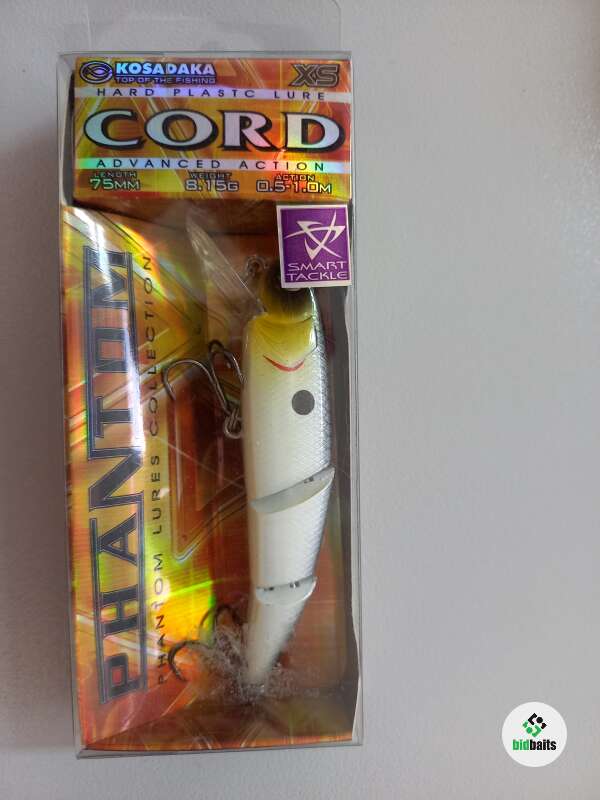 KOSADAKA
TOP OF THE FISHING
XS
HARD PLASTC LURE
CORD
ADVANCED ACTION
LENGTH WEIGHT ACTION
75MM 8.15G 0.5-1.0M
SMART
TACKLE
PHANTOM
PHANTOM LURES COLLECTION
bidbaits